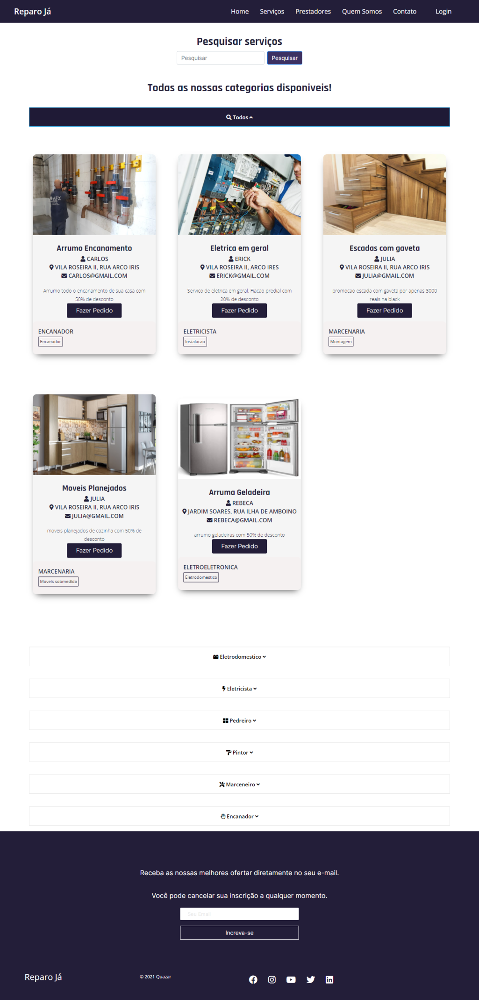 Reparo Já
Home Serviços Prestadores Quem Somos Contato Login
Pesquisar serviços
Pesquisar Pesquisar
Todas as nossas categorias disponiveis!
Todos
AFX
Arrumo Encanamento
CARLOS
VILA ROSEIRA II, RUA ARCO IRIS
CARLOS@GMAIL.COM
Arrumo todo o encanamento de sua casa com
50% de desconto
Fazer Pedido
ENCANADOR
Encanador
Eletrica em geral
ERICK
VILA ROSEIRA II, ARCO IRES
ERICK@GMAIL.COM
Servico de eletrica em geral. Fiacao predial com
20% de desconto
Fazer Pedido
ELETRICISTA
Instalacao
Escadas com gaveta
JULIA
VILA ROSEIRA II, RUA ARCO IRIS
JULIA@GMAIL.COM
promocao escada com gaveta por apenas 3000
reais na black
Fazer Pedido
MARCENARIA
Montagem
Moveis Planejados
JULIA
VILA ROSEIRA II, RUA ARCO IRIS
JULIA@GMAIL.COM
moveis planejados de cozinha com 50% de
desconto
Fazer Pedido
MARCENARIA
Moveis sobmedida
Arruma Geladeira
REBECA
JARDIM SOARES, RUA ILHA DE AMBOINO
REBECA@GMAIL.COM
arrumo geladeiras com 50% de desconto
Fazer Pedido
ELETROELETRONICA
Eletrodomestico
Eletrodomestico
Eletricista
Pedreiro
Pintor
Marceneiro
Encanador
Receba as nossas melhores ofertar diretamente no seu e-mail.
Você pode cancelar sua inscrição a qualquer momento.
Seu Email
Increva-se
Reparo Já
© 2021 Quazar